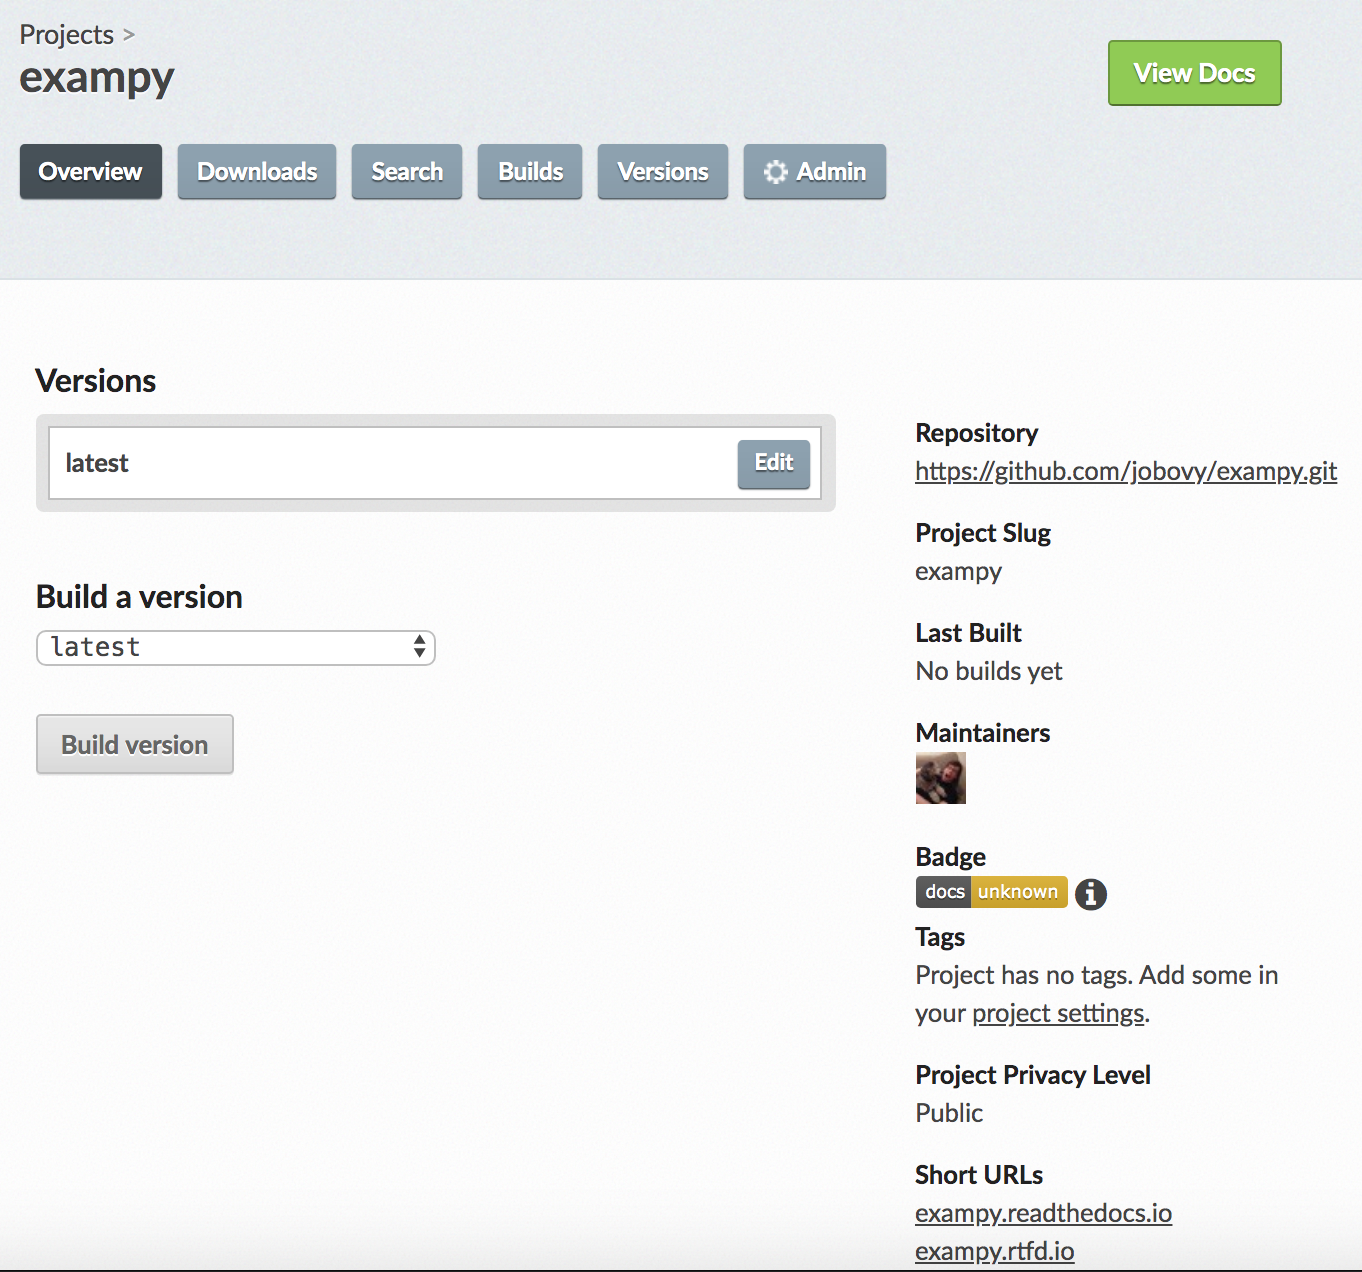 Projects >
exampy
View Docs
Overview
Downloads
Search
Builds
Versions
Admin
Versions
latest
Edit
Build a version
latest
Build version
Repository
https://github.com/jobovy/exampy.git
Project Slug
exampy
Last Built
No builds yet
Maintainers
Badge
docs unknown
Tags
Project has no tags. Add some in
your project settings.
Project Privacy Level
Public
Short URLs
exampy.readthedocs.io
exampy.rtfd.io